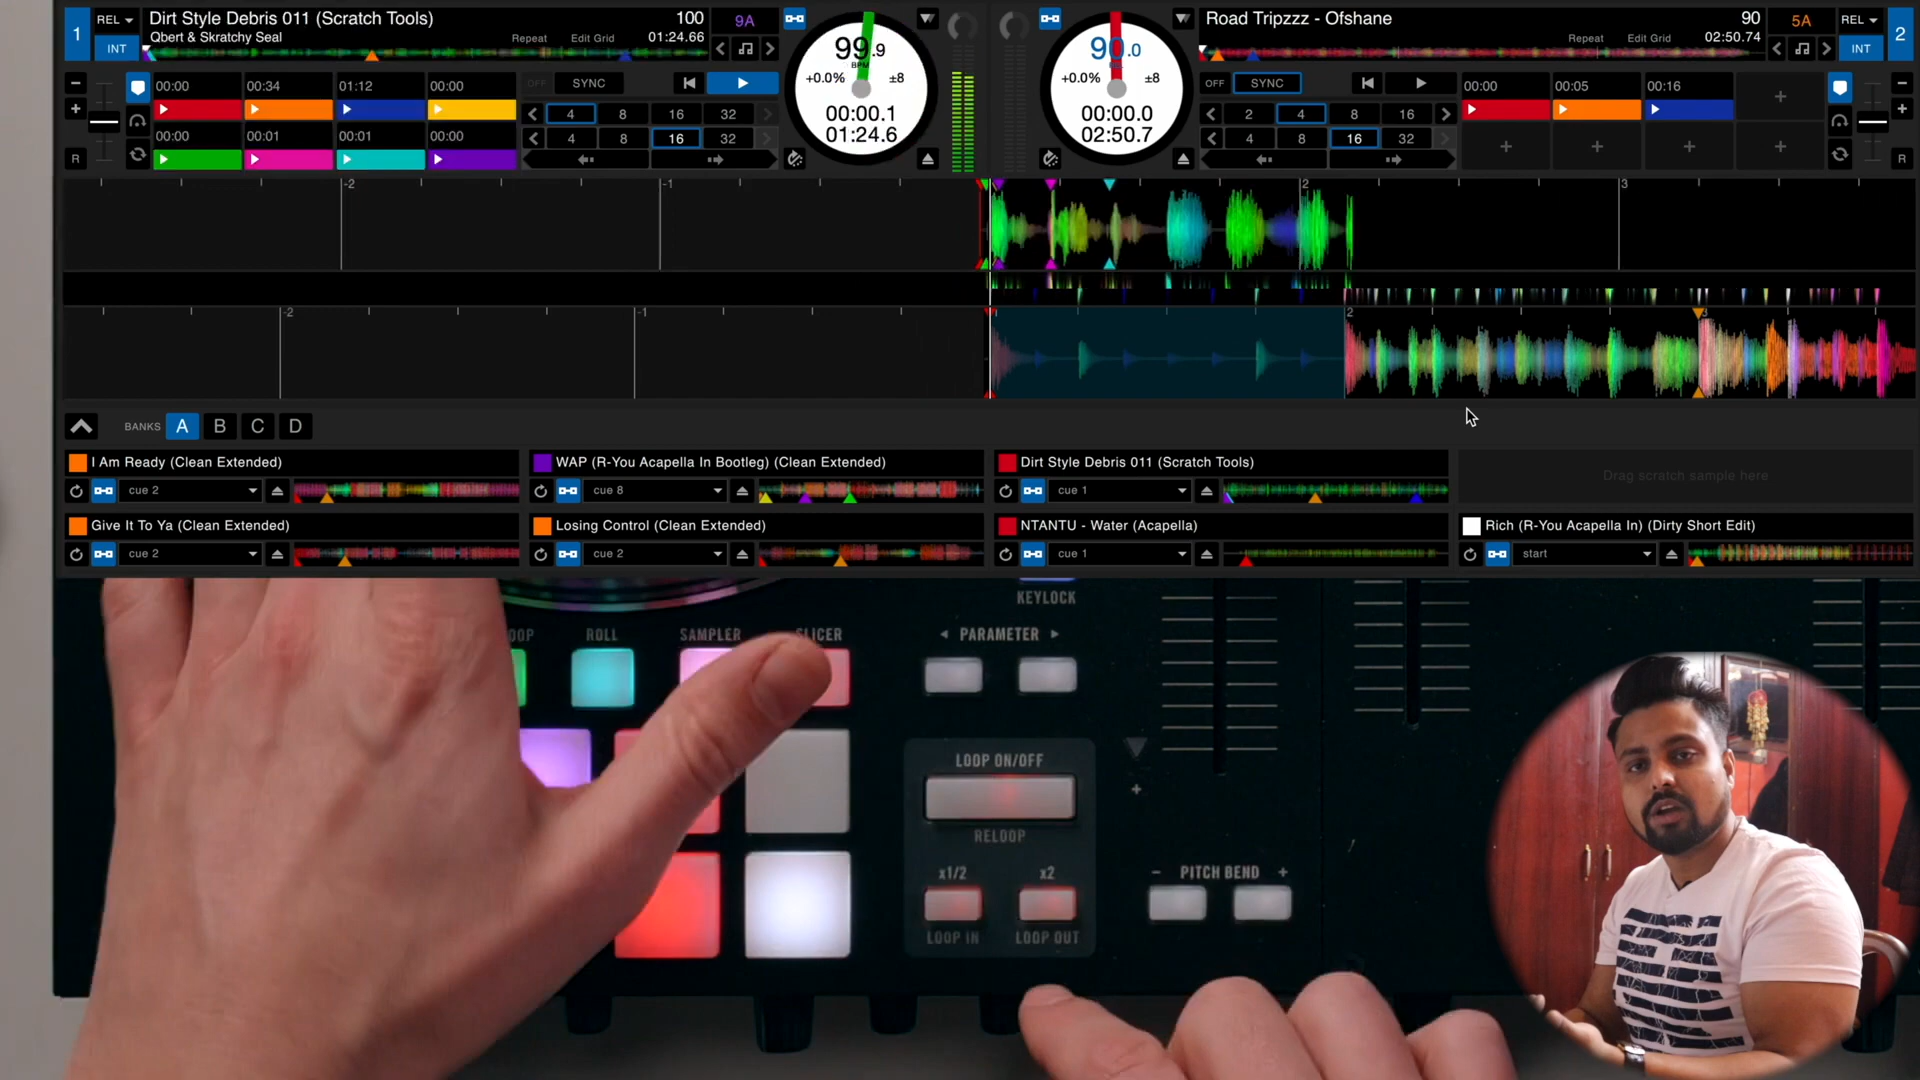 1
REL
INT
Dirt Style Debris 011 (Scratch Tools)
Qbert & Skratchy Seal
Repeat
Edit Grid
100
01:24.66
9A
99.9
BPM
+0.0%
±8
00:00.1
01:24.6
90.0
+0.0%
±8
00:00.0
02:50.7
Road Tripzzz - Ofshane
Repeat
Edit Grid
90
02:50.74
5A
REL
INT
2
00:00
00:34
01:12
00:00
00:00
00:01
00:01
00:00
R
OFF
SYNC
4
8
16
32
4
8
16
32
OFF
SYNC
2
4
8
16
4
8
16
32
00:00
00:05
00:16
R
-2
-1
2
3
-2
-1
2
BANKS
A
B
C
D
I Am Ready (Clean Extended)
cue 2
WAP (R-You Acapella In Bootleg) (Clean Extended)
cue 8
Dirt Style Debris 011 (Scratch Tools)
cue 1
Drag scratch sample here
Give It To Ya (Clean Extended)
cue 2
Losing Control (Clean Extended)
cue 2
NTANTU - Water (Acapella)
cue 1
Rich (R-You Acapella In) (Dirty Short Edit)
start
KEYLOCK
OOP
ROLL
SAMPLER
SLICER
PARAMETER
LOOP ON/OFF
RELOOP
x1/2
x2
LOOP IN
LOOP OUT
- PITCH BEND +